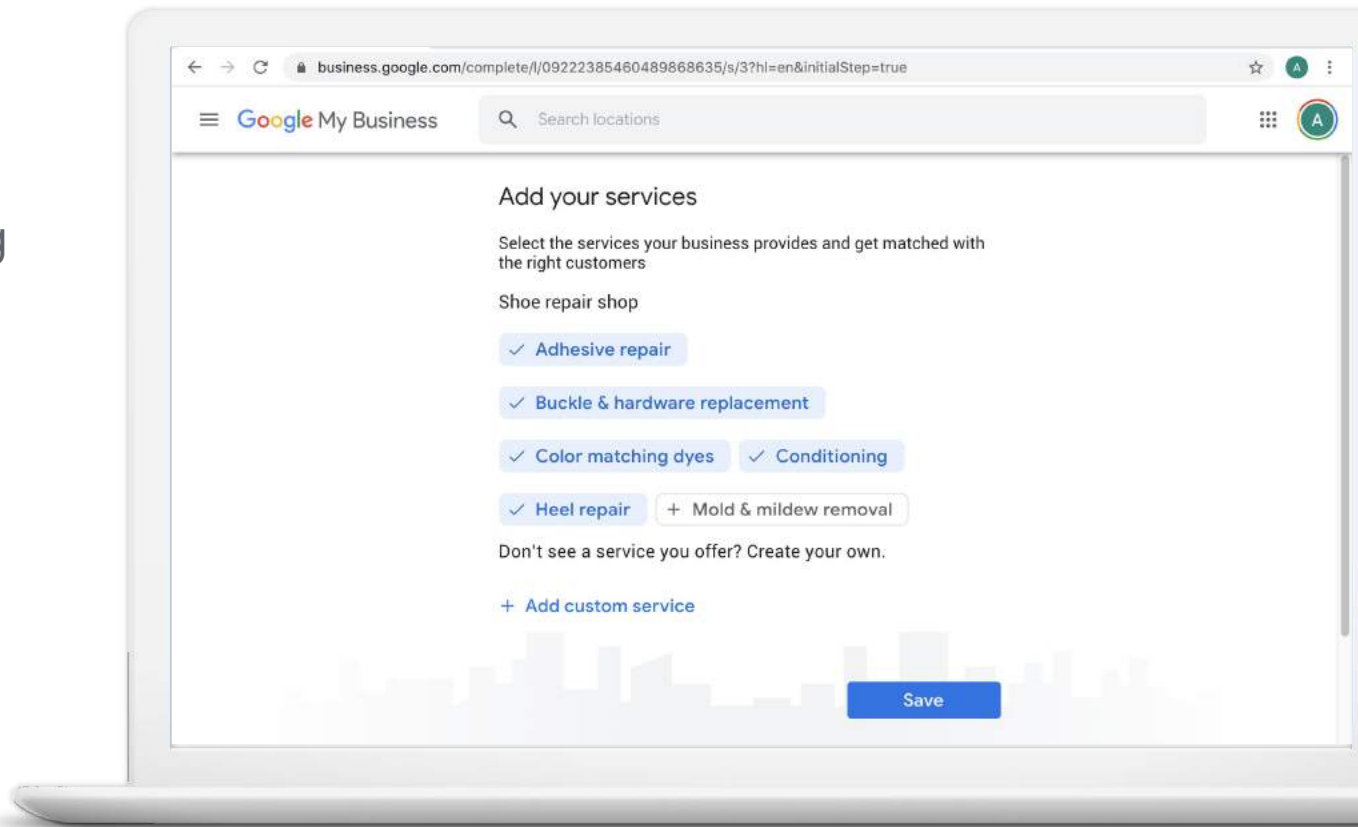 business.google.com/complete/l/09222385460489868635/s/3?hl=en&initialStep=true
A
Google My Business
Search locations
A
g
Add your services
Select the services your business provides and get matched with
the right customers
Shoe repair shop
Adhesive repair
Buckle & hardware replacement
Color matching dyes
Conditioning
Heel repair
+ Mold & mildew removal
Don't see a service you offer? Create your own.
+ Add custom service
Save